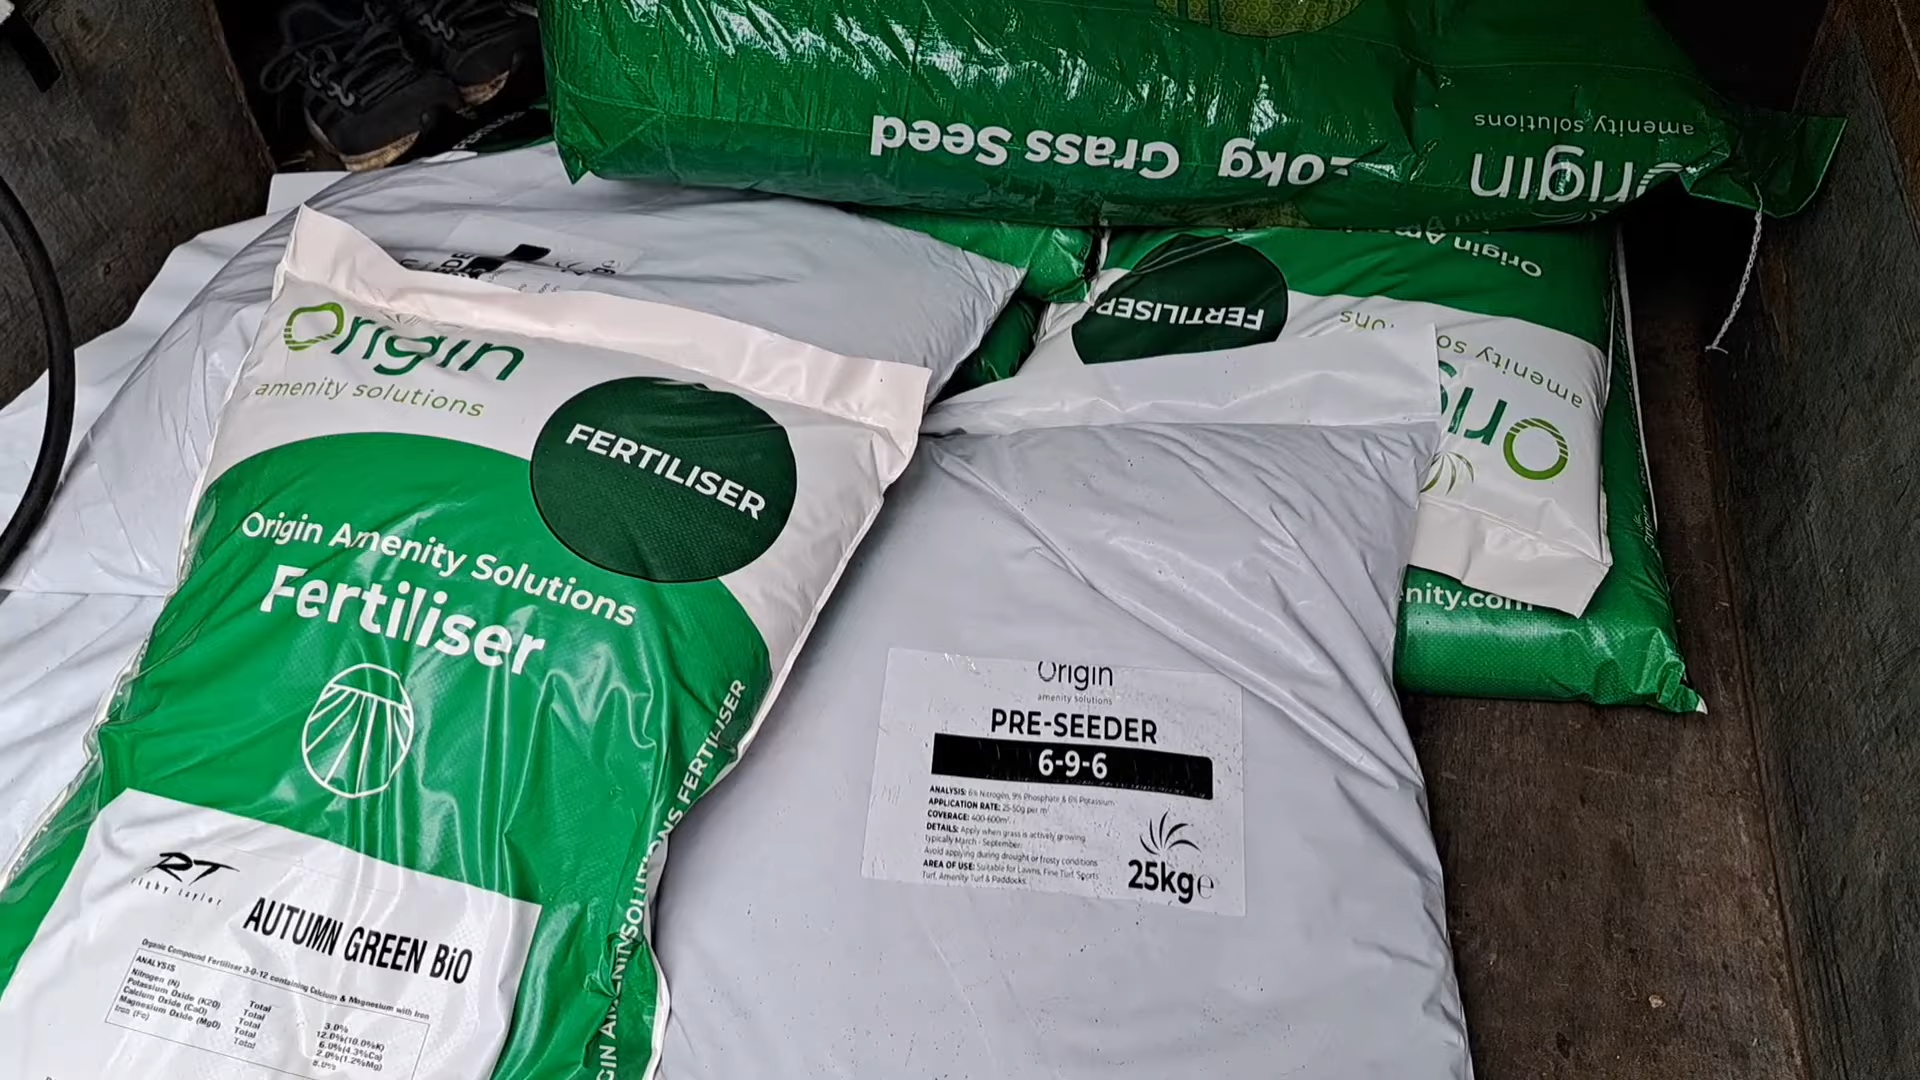 amenity solutions
Origin
20kg Grass Seed
Origin
FERTILISER
amenity solutions
Origin
nity.com
Origin
amenity solutions
FERTILISER
Origin Amenity Solutions
Fertiliser
ORIGIN AMENITY SOLUTIONS FERTILISER
RT
rigby taylor
AUTUMN GREEN BiO
Organic Compound Fertiliser 3-0-12 containing Calcium & Magnesium with Iron
ANALYSIS
Nitrogen (N) Total 3.0%
Potassium Oxide (K2O) Total 12.0%(10.0%K)
Calcium Oxide (CaO) Total 6.0%(4.3%Ca)
Magnesium Oxide (MgO) Total 2.0%(1.2%Mg)
Iron (Fe) Total 8.0%
Origin
amenity solutions
PRE-SEEDER
6-9-6
ANALYSIS: 6% Nitrogen, 9% Phosphate & 6% Potassium
APPLICATION RATE: 25-50g per m²
COVERAGE: 400-600m².
DETAILS: Apply when grass is actively growing
typically March - September.
Avoid applying during drought or frosty conditions
AREA OF USE: Suitable for Lawns, Fine Turf, Sports
Turf, Amenity Turf & Paddocks
25kg e